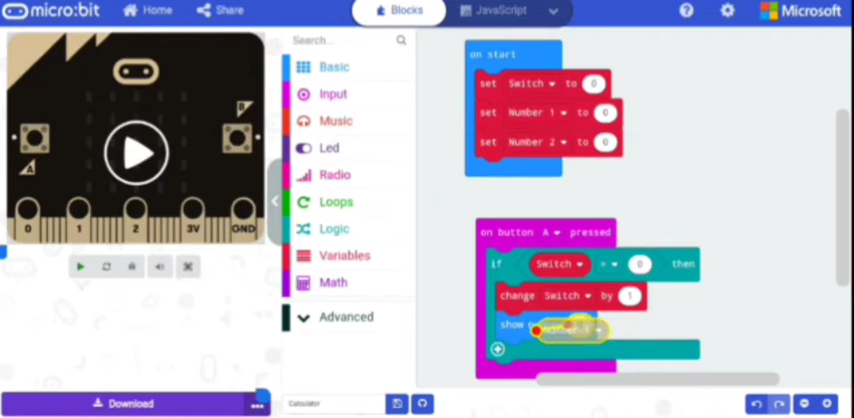 micro:bit Home Share Blocks JavaScript ? Microsoft
Search...
Basic
Input
Music
Led
Radio
Loops
Logic
Variables
Math
Advanced
B
A
0 1 2 3V GND
Download
Calculator
on start
set Switch to 0
set Number 1 to 0
set Number 2 to 0
on button A pressed
if Switch = 0 then
change Switch by 1
show